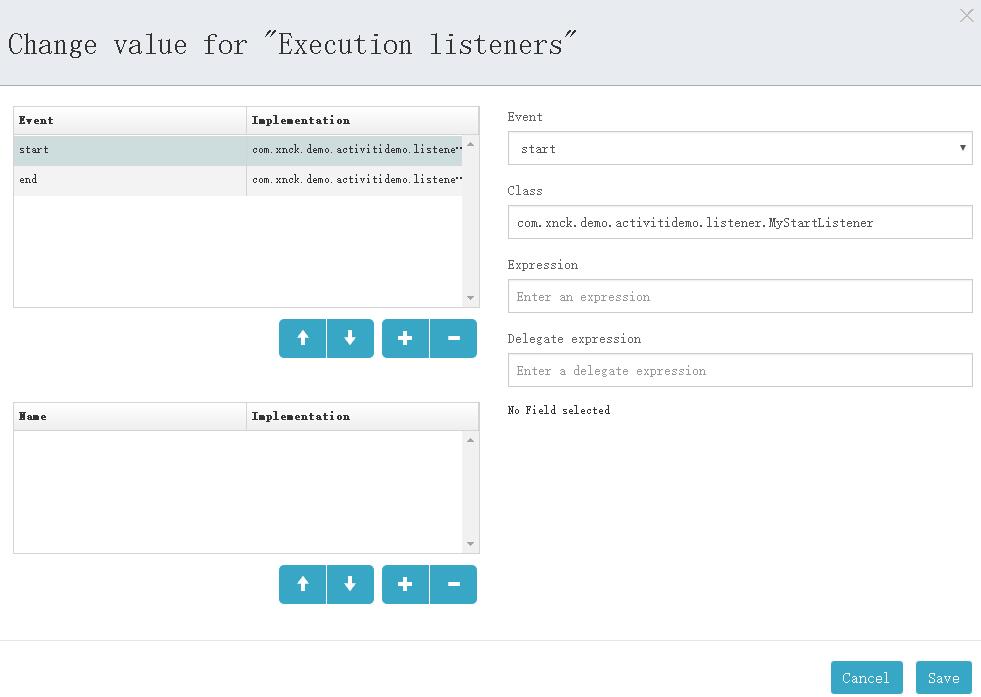 Change value for "Execution listeners"
Event Implementation
start com.xnck.demo.activitidemo.listene…
end com.xnck.demo.activitidemo.listene…
Name Implementation
Event
start
Class
com.xnck.demo.activitidemo.listener.MyStartListener
Expression
Enter an expression
Delegate expression
Enter a delegate expression
No Field selected
Cancel Save